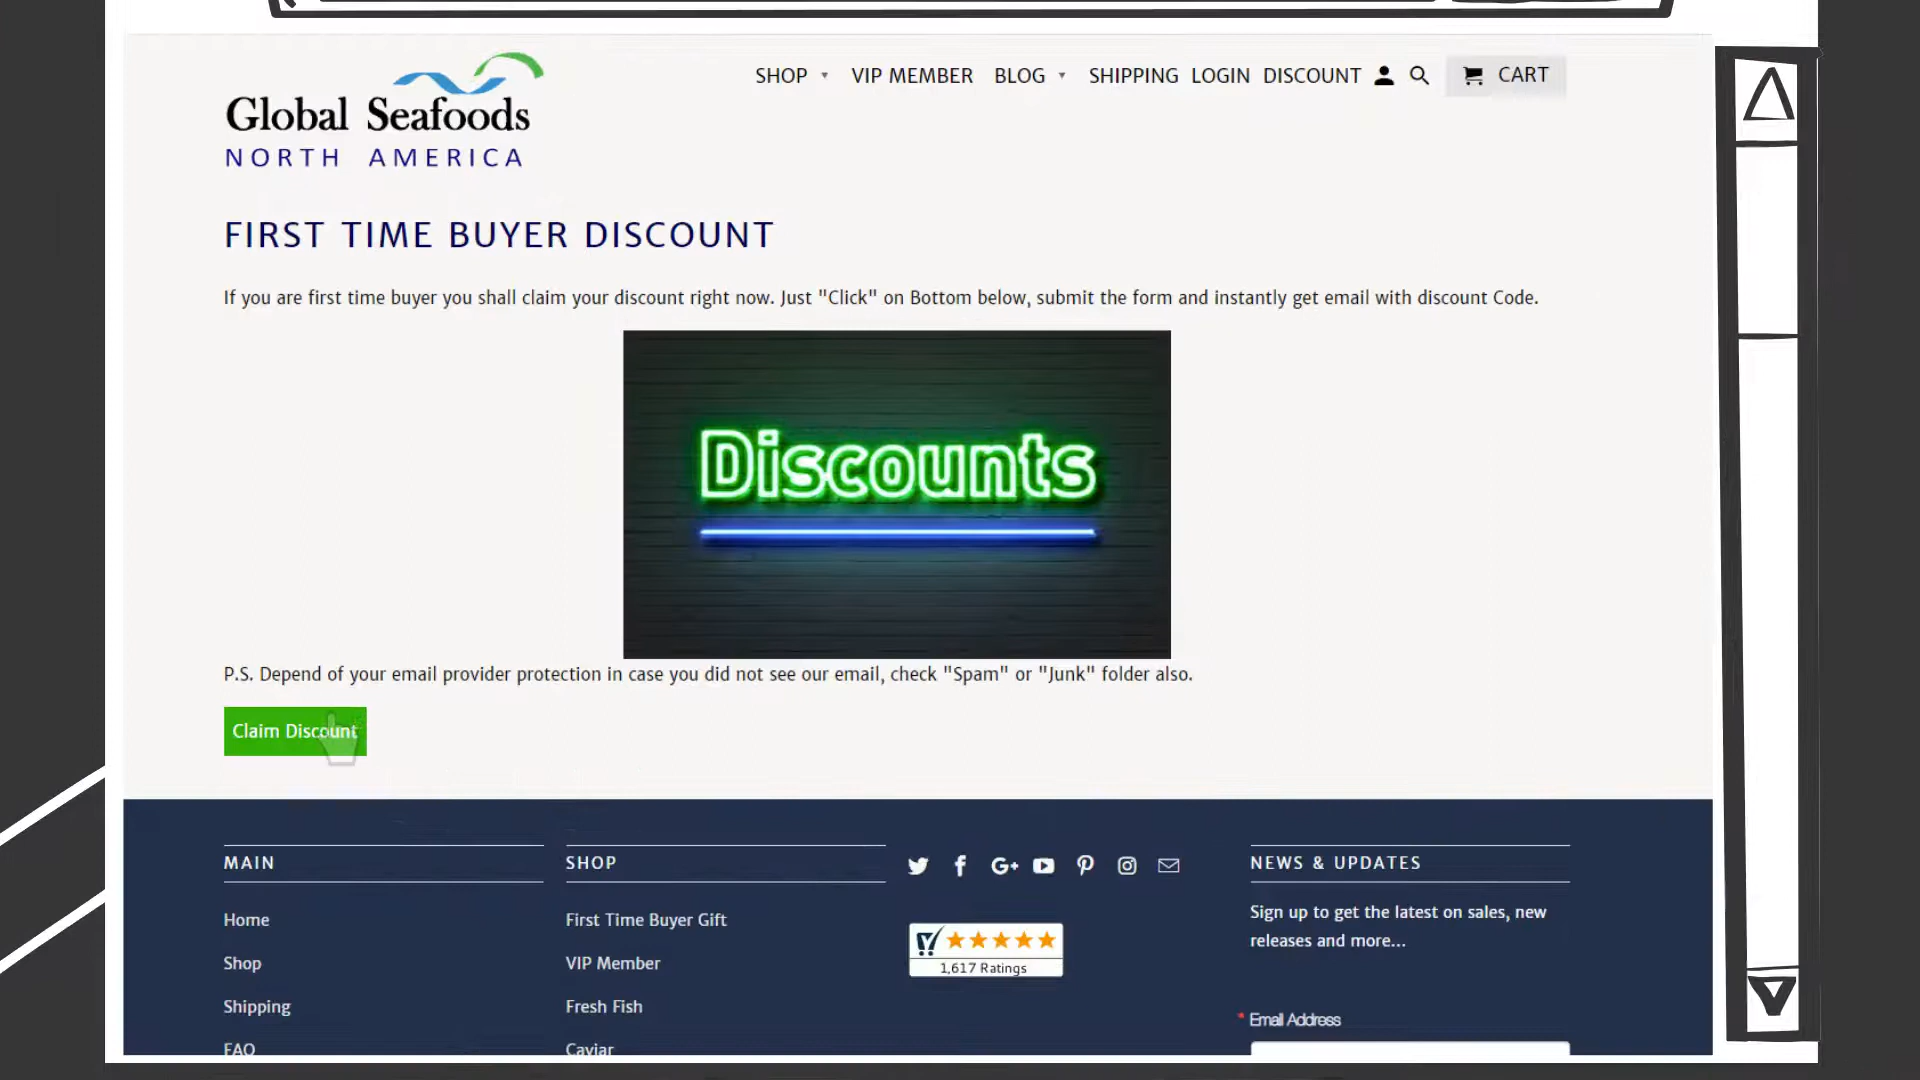 Global Seafoods
NORTH AMERICA
SHOP VIP MEMBER BLOG SHIPPING LOGIN DISCOUNT CART
FIRST TIME BUYER DISCOUNT
If you are first time buyer you shall claim your discount right now. Just "Click" on Bottom below, submit the form and instantly get email with discount Code.
Discounts
P.S. Depend of your email provider protection in case you did not see our email, check "Spam" or "Junk" folder also.
Claim Discount
MAIN
Home
Shop
Shipping
FAQ
SHOP
First Time Buyer Gift
VIP Member
Fresh Fish
Caviar
G+
1,617 Ratings
NEWS & UPDATES
Sign up to get the latest on sales, new
releases and more...
* Email Address